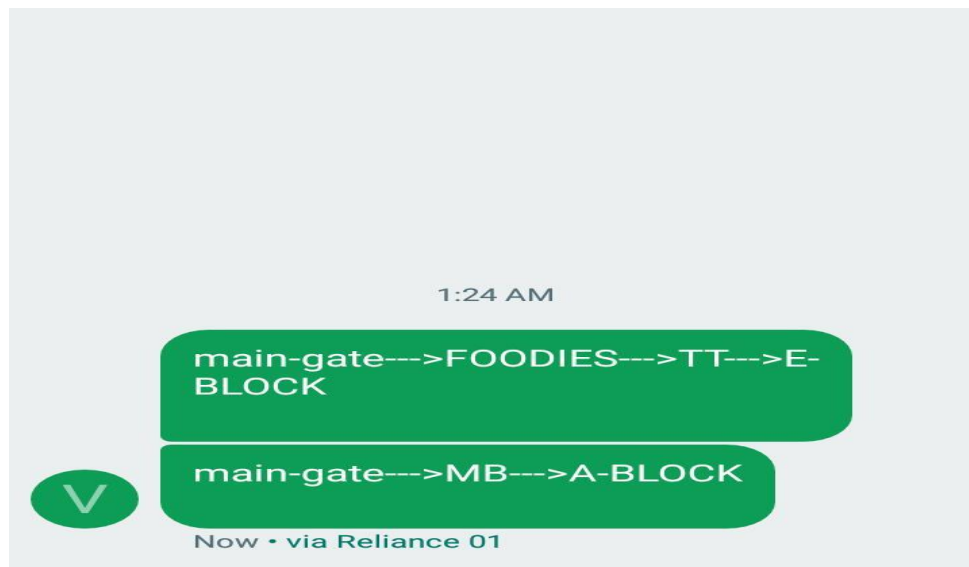 1:24 AM
main-gate--->FOODIES--->TT--->E-
BLOCK
main-gate--->MB--->A-BLOCK
V
Now • via Reliance 01